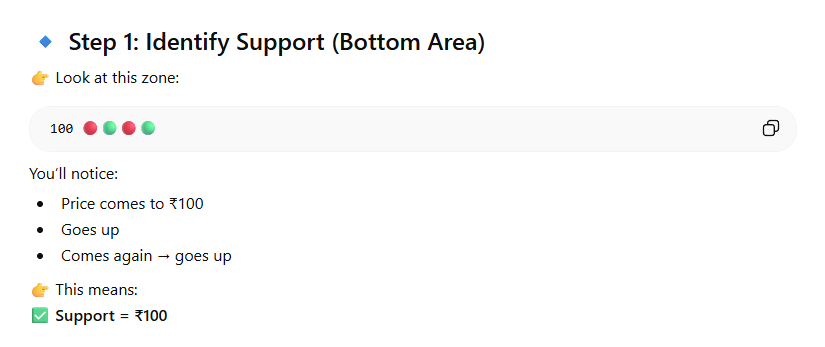 Step 1: Identify Support (Bottom Area)
Look at this zone:
100
You'll notice:
Price comes to ₹100
Goes up
Comes again → goes up
This means:
Support = ₹100